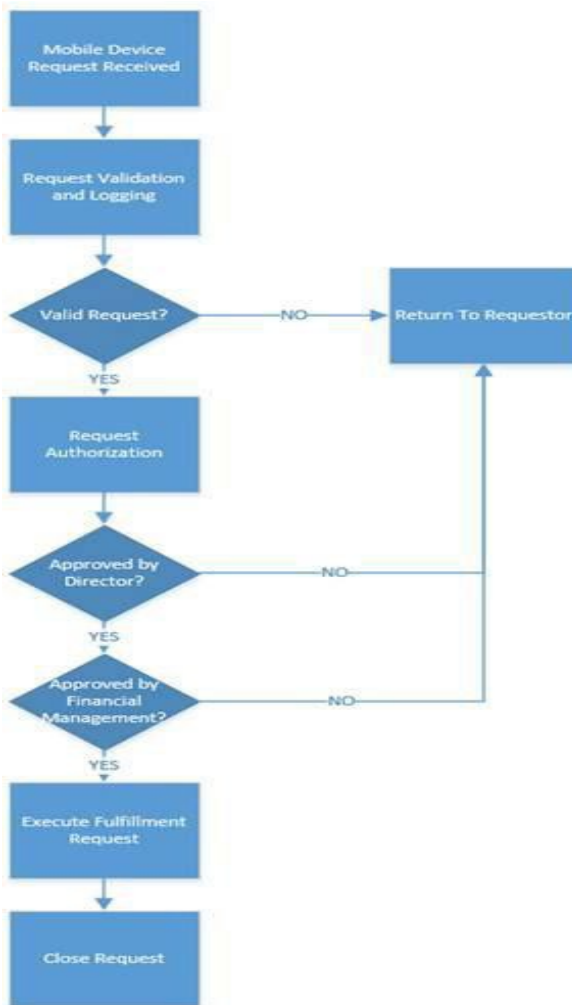 Mobile Device
Request Received
Request Validation
and Logging
Valid Request?
NO
Return To Requestor
YES
Request
Authorization
Approved by
Director?
NO
YES
Approved by
Financial
Management?
NO
YES
Execute Fulfillment
Request
Close Request